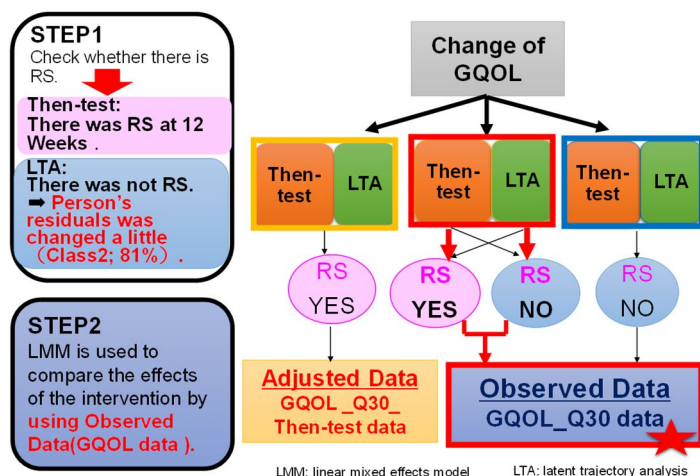 STEP1
Check whether there is
RS.
Then-test:
There was RS at 12
Weeks .
LTA:
There was not RS.
➡ Person’s
residuals was
changed a little
（Class2; 81%）.
STEP2
LMM is used to
compare the effects
of the intervention by
using Observed
Data(GQOL data ).
Change of
GQOL
Then-
test
LTA
Then-
test
LTA
Then-
test
LTA
RS
YES
RS
YES
RS
NO
RS
NO
Adjusted Data
GQOL _Q30_
Then-test data
Observed Data
GQOL_Q30 data
LMM: linear mixed effects model
LTA: latent trajectory analysis